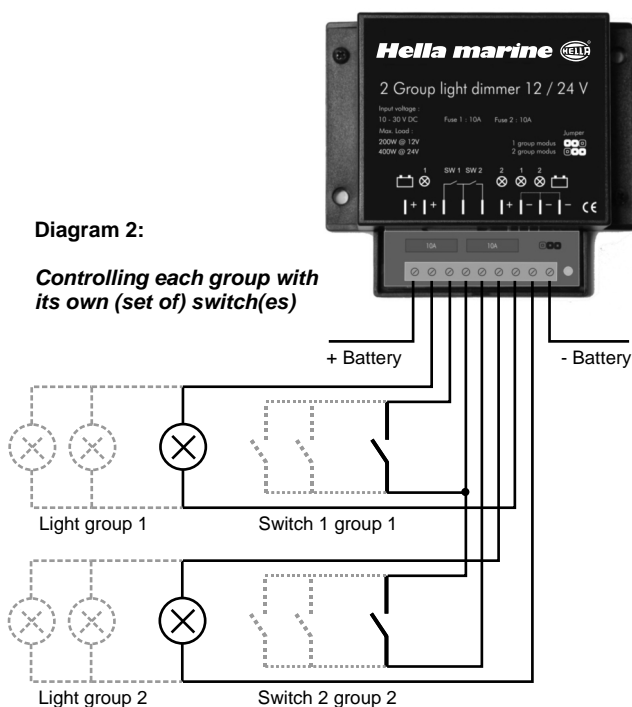 Hella marine HELLA
2 Group light dimmer 12 / 24 V
Input voltage :
10 - 30 V DC Fuse 1 : 10A Fuse 2 : 10A
Max. Load :
200W @ 12V
400W @ 24V
Jumper
1 group modus
2 group modus
1 SW 1 SW 2 2 1 2
+ + + - - - CE
10A 10A
Diagram 2:
Controlling each group with
its own (set of) switch(es)
+ Battery - Battery
Light group 1 Switch 1 group 1
Light group 2 Switch 2 group 2